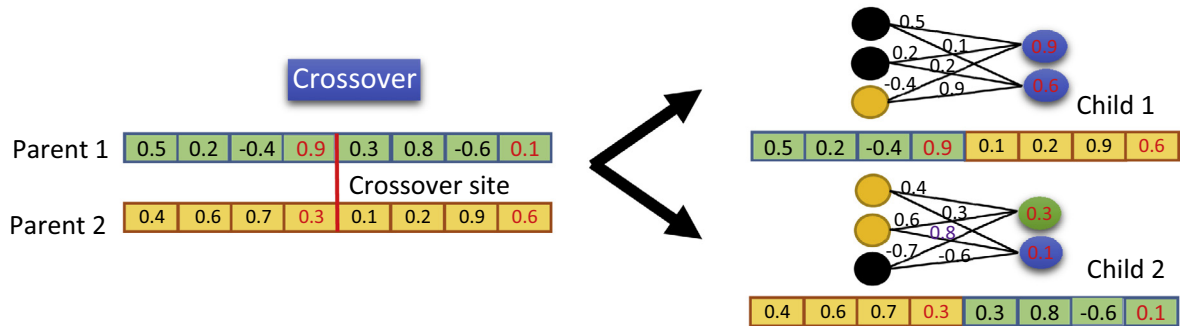 Crossover
Parent 1
0.5 0.2 -0.4 0.9 0.3 0.8 -0.6 0.1
Crossover site
Parent 2
0.4 0.6 0.7 0.3 0.1 0.2 0.9 0.6
0.5
0.1
0.9
0.2
0.2
0.6
-0.4
0.9
Child 1
0.5 0.2 -0.4 0.9 0.1 0.2 0.9 0.6
0.4
0.3
0.3
0.6
0.8
0.1
-0.7
-0.6
Child 2
0.4 0.6 0.7 0.3 0.3 0.8 -0.6 0.1